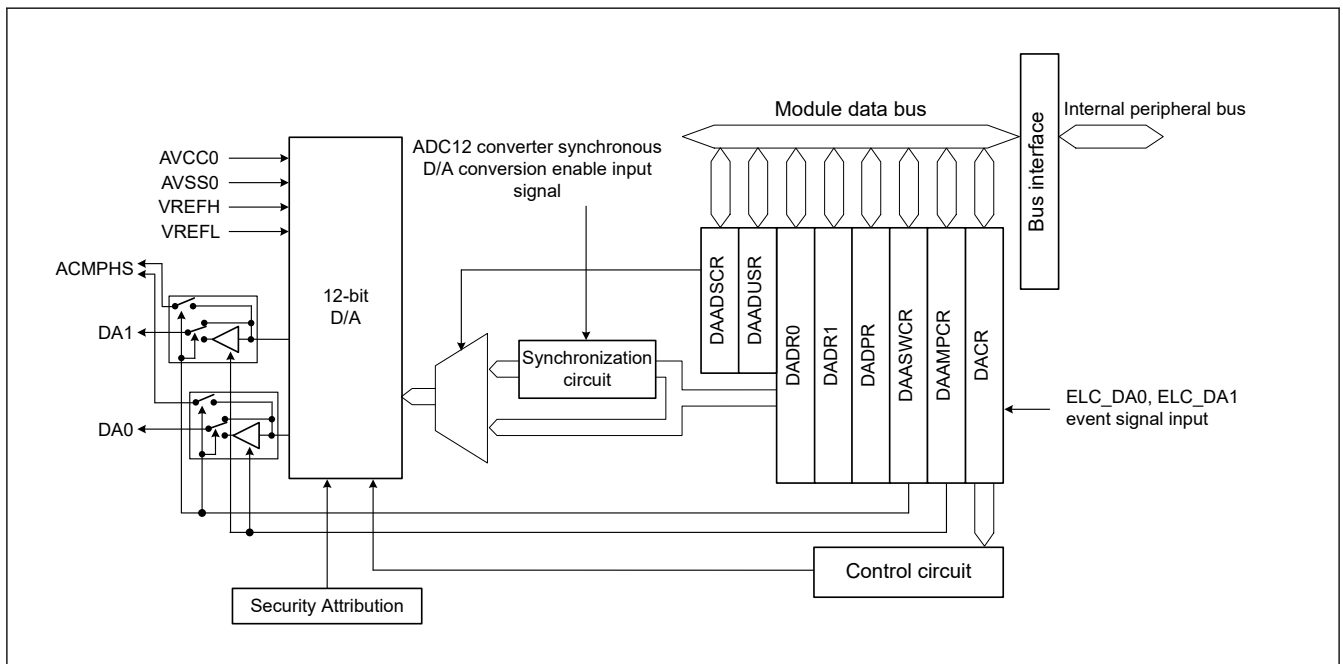 Module data bus
Internal peripheral bus
Bus interface
ADC12 converter synchronous
D/A conversion enable input
signal
AVCC0
AVSS0
VREFH
VREFL
ACMPHS
DA1
DA0
12-bit
D/A
Synchronization
circuit
DAADSCR
DAADUSR
DADR0
DADR1
DADPR
DAASWCR
DAAMPCR
DACR
ELC_DA0, ELC_DA1
event signal input
Control circuit
Security Attribution